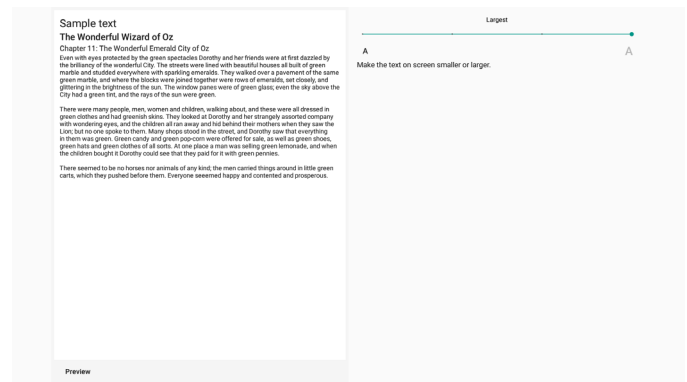 Sample text
The Wonderful Wizard of Oz
Chapter 11: The Wonderful Emerald City of Oz
Even with eyes protected by the green spectacles Dorothy and her friends were at first dazzled by
the brilliancy of the wonderful City. The streets were lined with beautiful houses all built of green
marble and studded everywhere with sparkling emeralds. They walked over a pavement of the same
green marble, and where the blocks were joined together were rows of emeralds, set closely, and
glittering in the brightness of the sun. The window panes were of green glass; even the sky above the
City had a green tint, and the rays of the sun were green.
There were many people, men, women and children, walking about, and these were all dressed in
green clothes and had greenish skins. They looked at Dorothy and her strangely assorted company
with wondering eyes, and the children all ran away and hid behind their mothers when they saw the
Lion; but no one spoke to them. Many shops stood in the street, and Dorothy saw that everything
in them was green. Green candy and green pop-corn were offered for sale, as well as green shoes,
green hats and green clothes of all sorts. At one place a man was selling green lemonade, and when
the children bought it Dorothy could see that they paid for it with green pennies.
There seemed to be no horses nor animals of any kind; the men carried things around in little green
carts, which they pushed before them. Everyone seeemed happy and contented and prosperous.
Preview
Largest
A A
Make the text on screen smaller or larger.